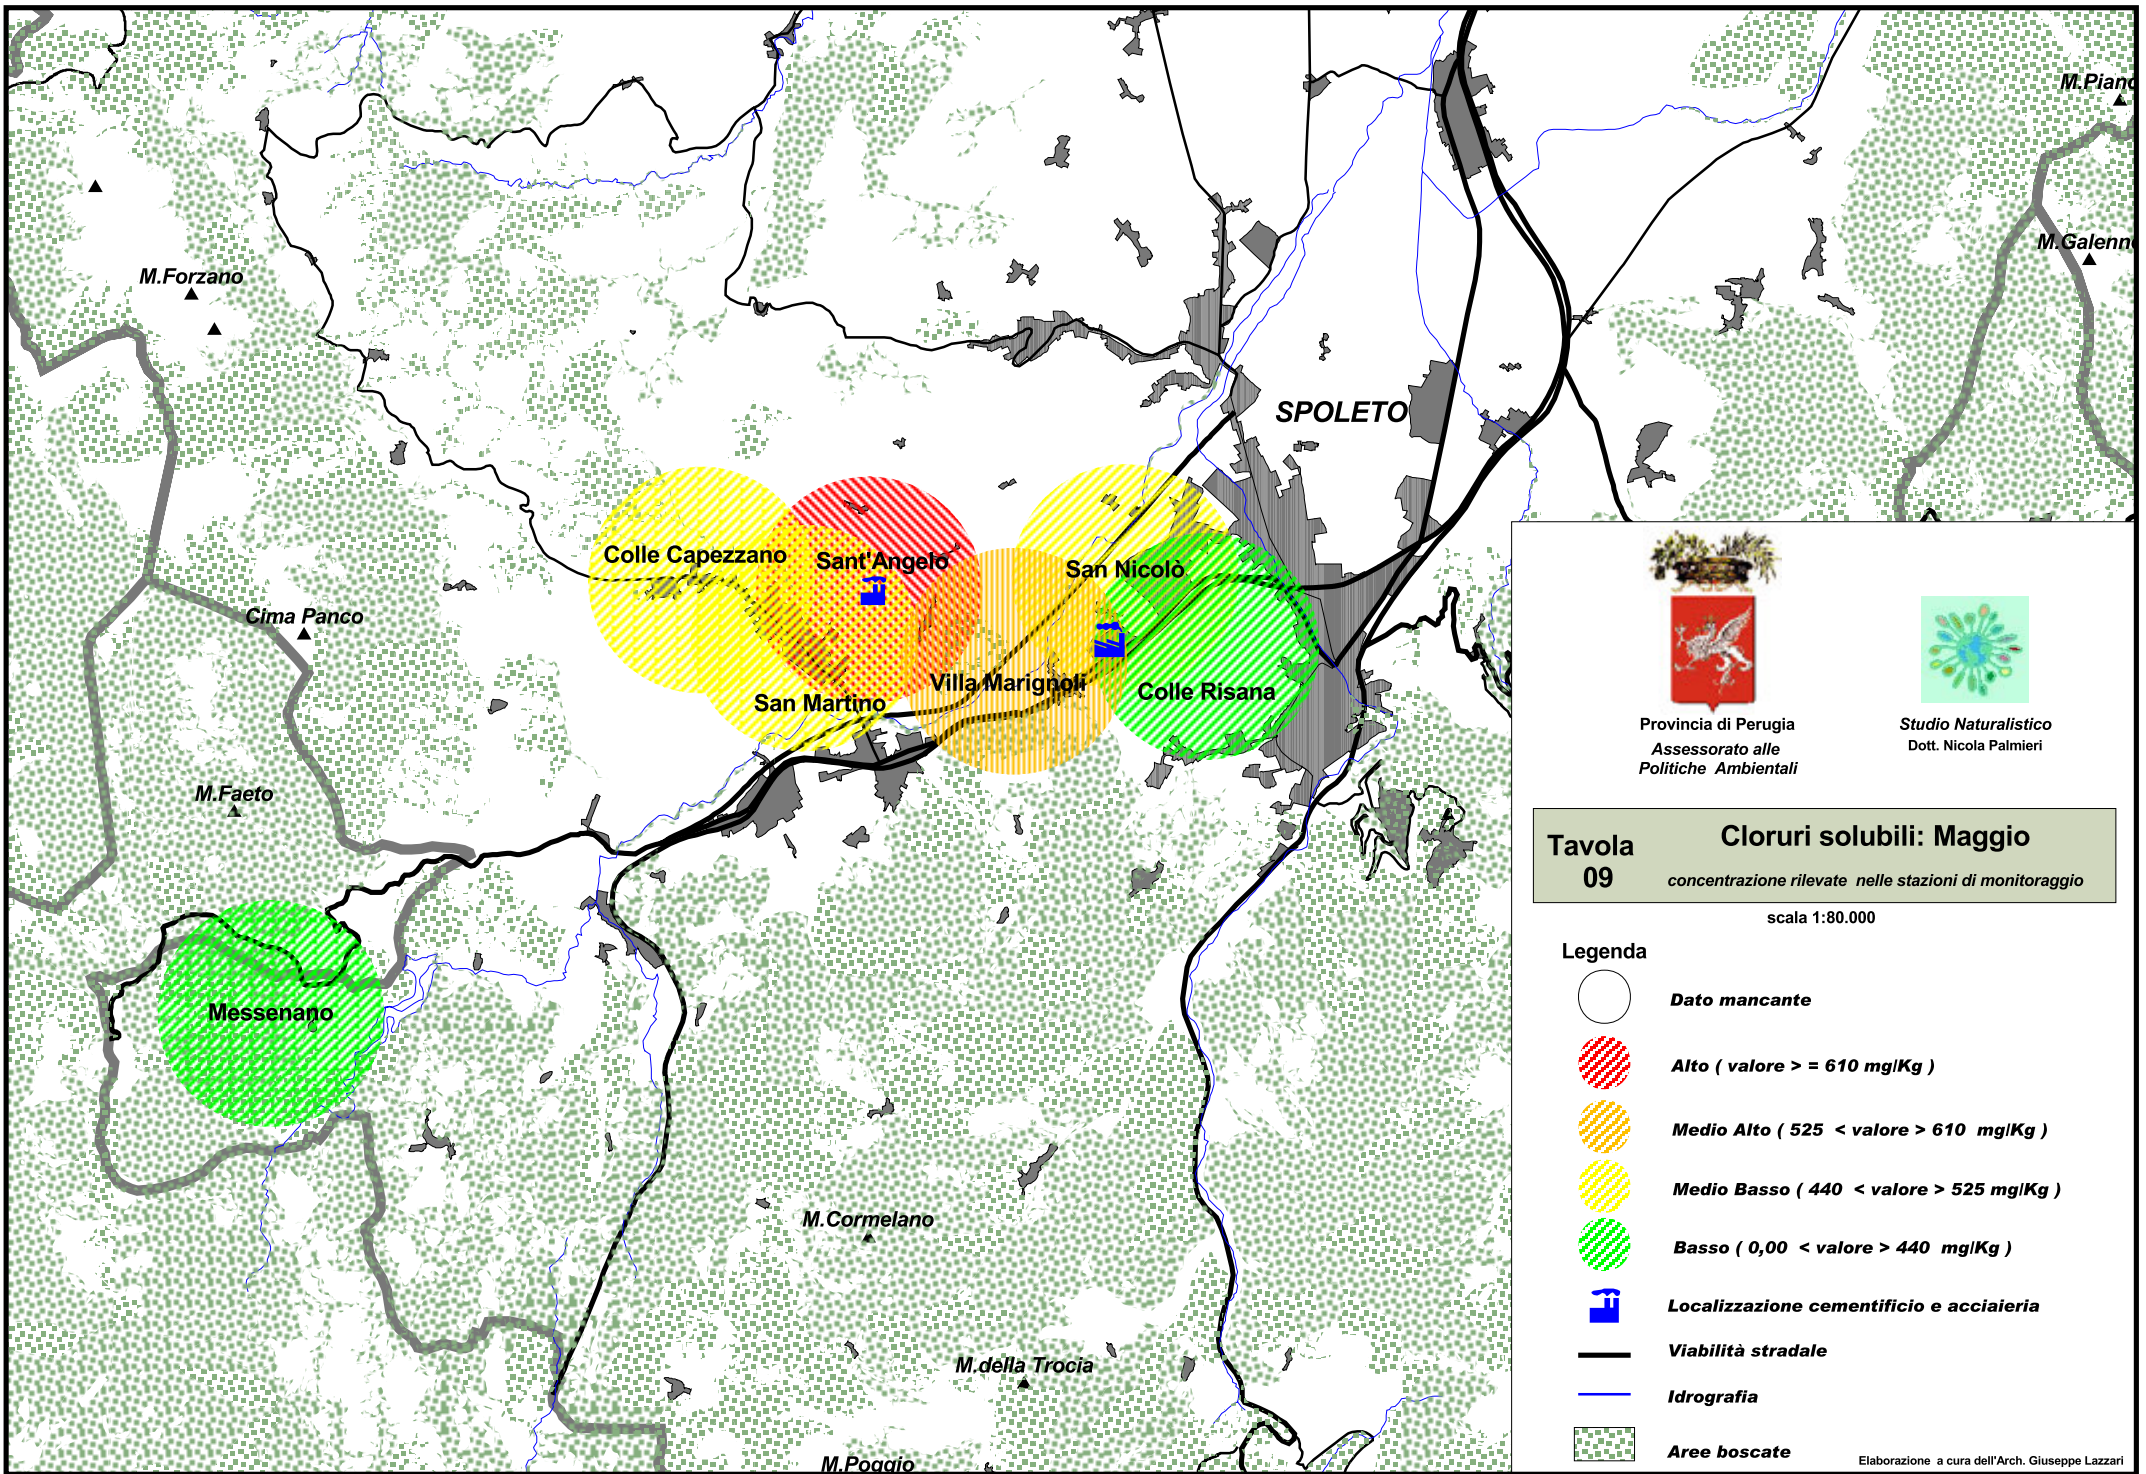 M.Piano
M.Galenn
M.Forzano
SPOLETO
Colle Capezzano
Sant'Angelo
San Nicolò
Cima Panco
Villa Marignoli
Colle Risana
San Martino
M.Faeto
Messenano
M.Cormelano
M.della Trocia
M.Poggio
Provincia di Perugia
Assessorato alle
Politiche Ambientali
Studio Naturalistico
Dott. Nicola Palmieri
Tavola
09
Cloruri solubili: Maggio
concentrazione rilevate nelle stazioni di monitoraggio
scala 1:80.000
Legenda
Dato mancante
Alto ( valore > = 610 mg/Kg )
Medio Alto ( 525 < valore > 610 mg/Kg )
Medio Basso ( 440 < valore > 525 mg/Kg )
Basso ( 0,00 < valore > 440 mg/Kg )
Localizzazione cementificio e acciaieria
Viabilità stradale
Idrografia
Aree boscate
Elaborazione a cura dell'Arch. Giuseppe Lazzari